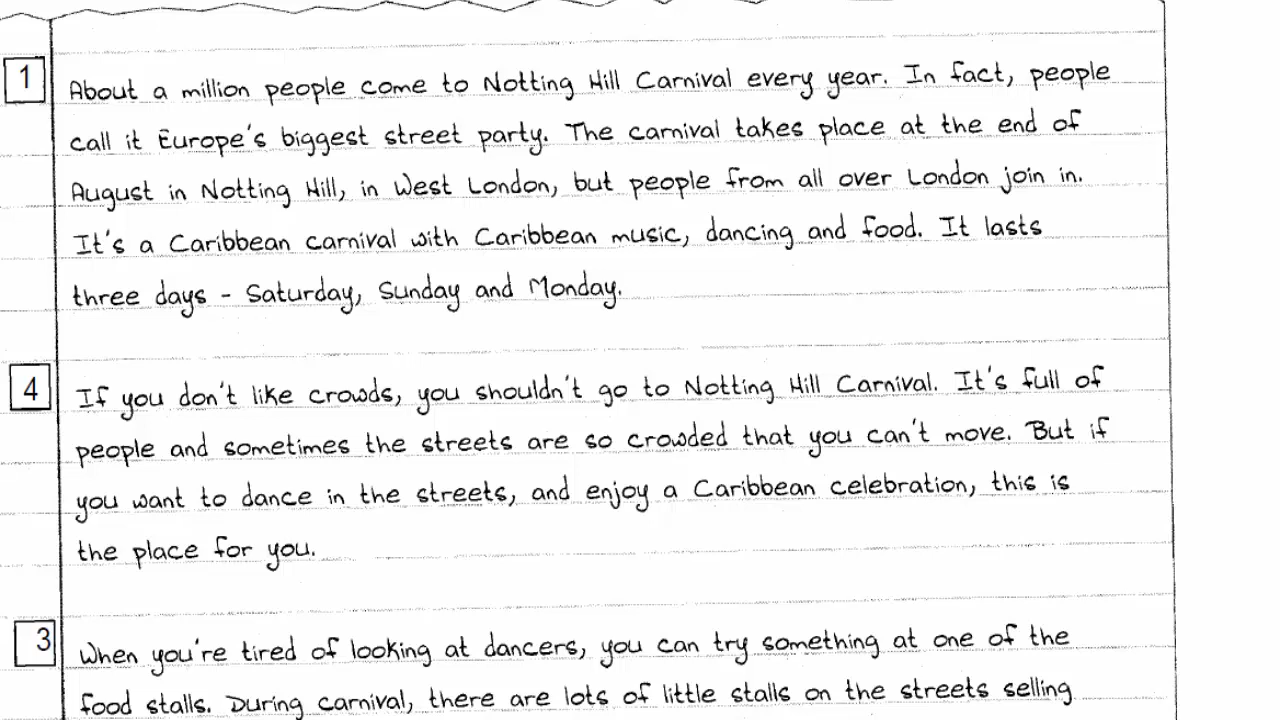 1
About a million people come to Notting Hill Carnival every year. In fact, people
call it Europe's biggest street party. The carnival takes place at the end of
August in Notting Hill, in West London, but people from all over London join in.
It's a Caribbean carnival with Caribbean music, dancing and food. It lasts
three days - Saturday, Sunday and Monday.
4
If you don't like crowds, you shouldn't go to Notting Hill Carnival. It's full of
people and sometimes the streets are so crowded that you can't move. But if
you want to dance in the streets, and enjoy a Caribbean celebration, this is
the place for you.
3
When you're tired of looking at dancers, you can try something at one of the
food stalls. During carnival, there are lots of little stalls on the streets selling